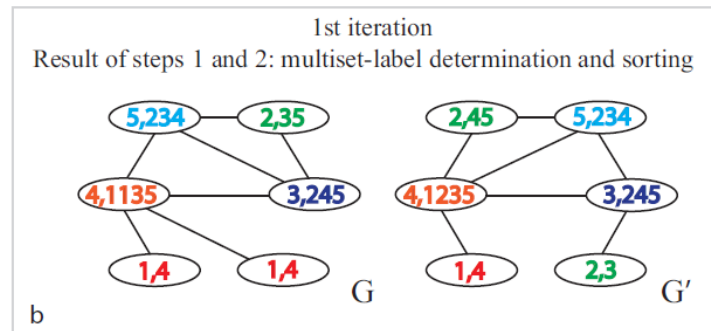 1st iteration
Result of steps 1 and 2: multiset-label determination and sorting
5,234 2,35 2,45 5,234
4,1135 3,245 4,1235 3,245
1,4 1,4 G 1,4 2,3 G′
b